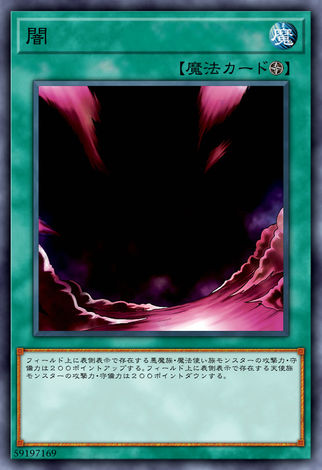 闇
魔
【魔法カード】
フィールド上に表側表示で存在する悪魔族・魔法使い族モンスターの攻撃力・守
備力は２００ポイントアップする。フィールド上に表側表示で存在する天使族
モンスターの攻撃力・守備力は２００ポイントダウンする。
59197169